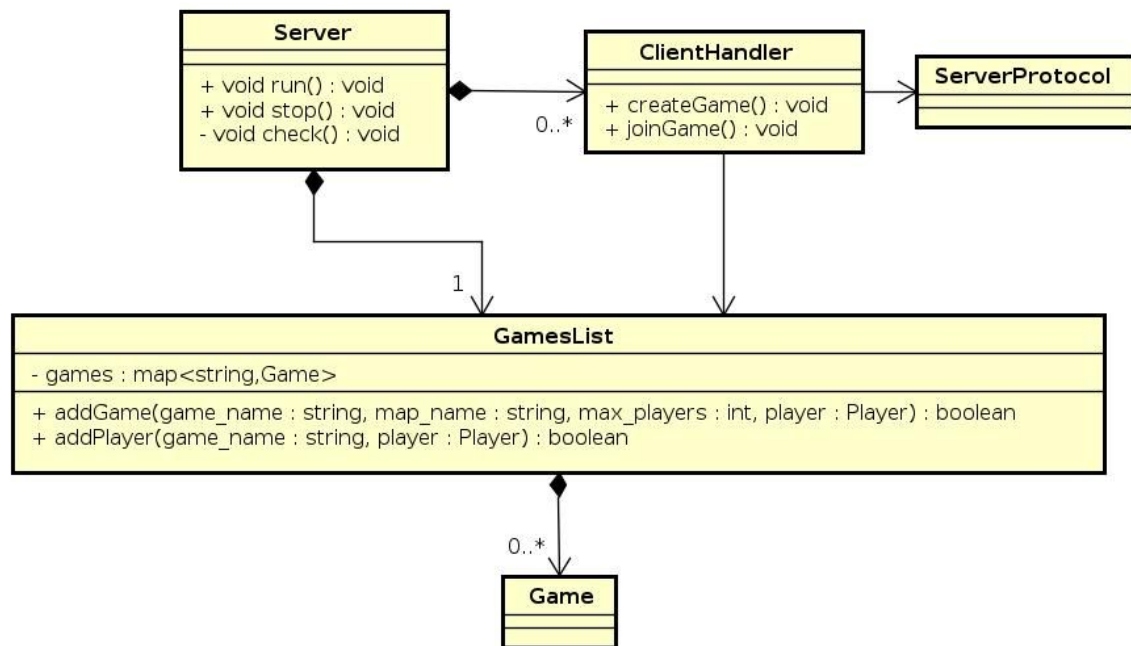 Server
+ void run() : void
+ void stop() : void
- void check() : void
ClientHandler
+ createGame() : void
+ joinGame() : void
ServerProtocol
0..*
1
GamesList
- games : map<string,Game>
+ addGame(game_name : string, map_name : string, max_players : int, player : Player) : boolean
+ addPlayer(game_name : string, player : Player) : boolean
0..*
Game